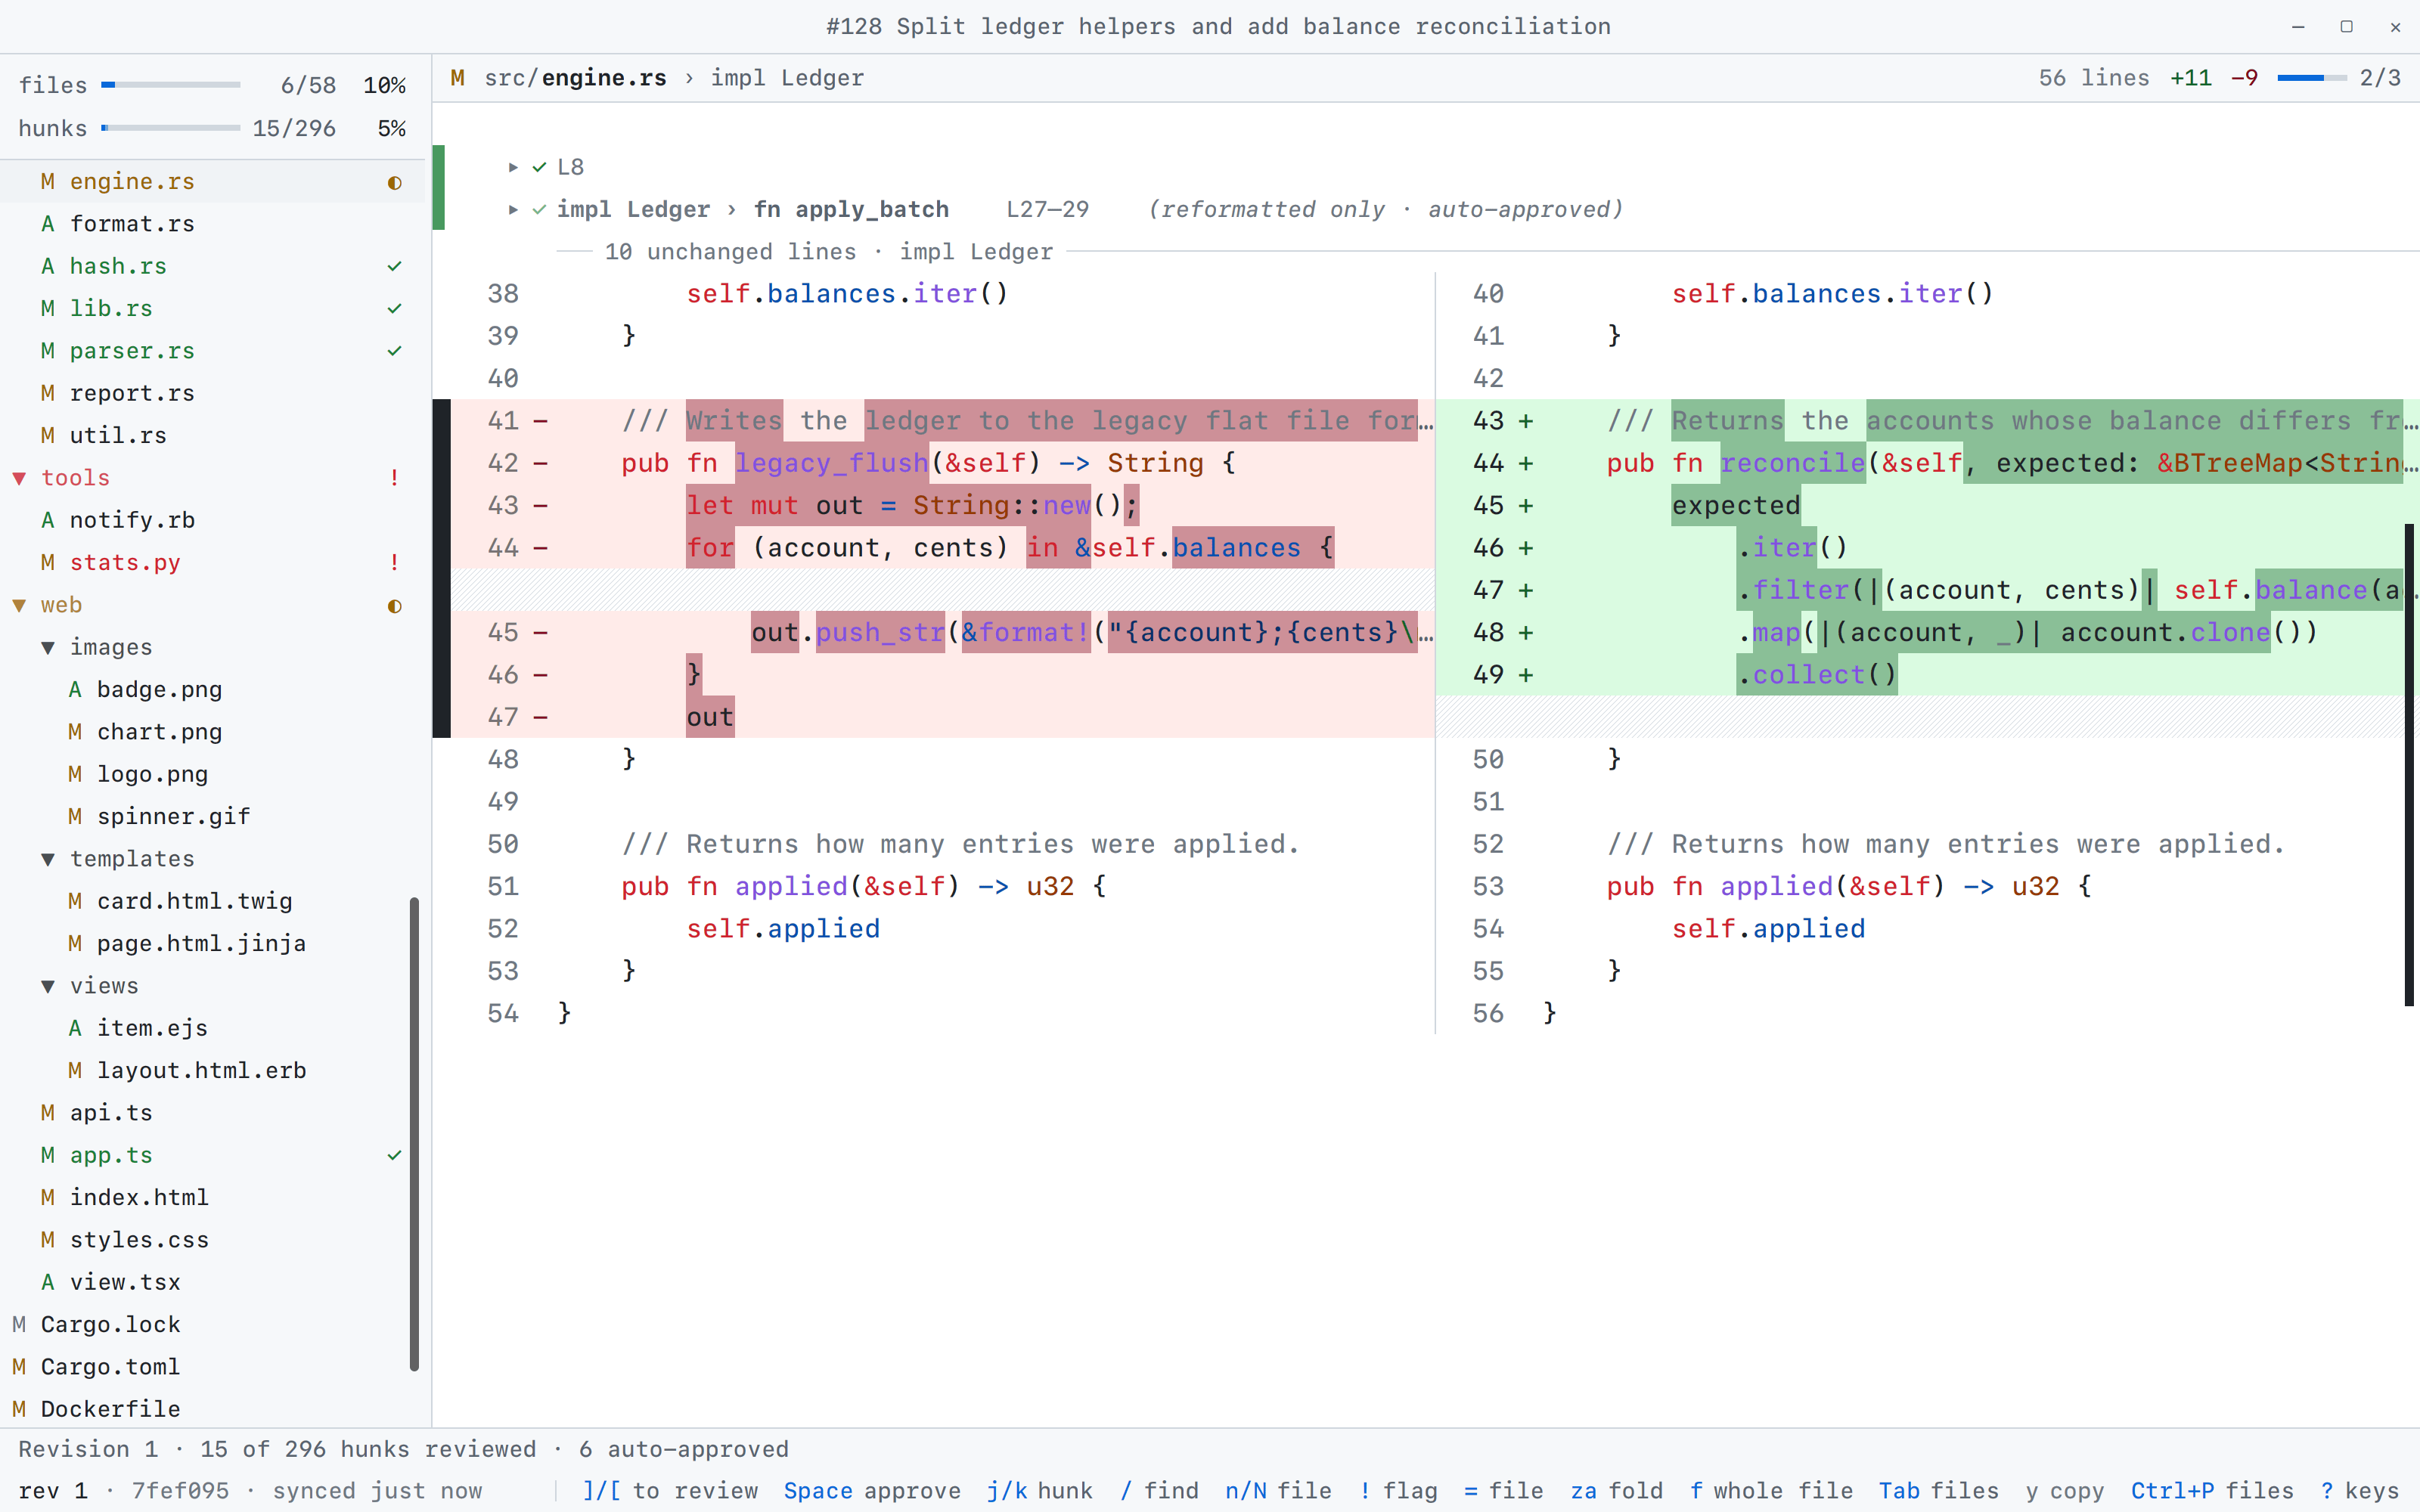 #128 Split ledger helpers and add balance reconciliation
files 6/58 10%
hunks 15/296 5%
M engine.rs
A format.rs
A hash.rs ✓
M lib.rs ✓
M parser.rs ✓
M report.rs
M util.rs
▼ tools !
A notify.rb
M stats.py !
▼ web
▼ images
A badge.png
M chart.png
M logo.png
M spinner.gif
▼ templates
M card.html.twig
M page.html.jinja
▼ views
A item.ejs
M layout.html.erb
M api.ts
M app.ts ✓
M index.html
M styles.css
A view.tsx
M Cargo.lock
M Cargo.toml
M Dockerfile
M src/engine.rs › impl Ledger 56 lines +11 −9 2/3
▸ ✓ L8
▸ ✓ impl Ledger › fn apply_batch L27–29 (reformatted only · auto-approved)
10 unchanged lines · impl Ledger
38 self.balances.iter()
39 }
40
41 − /// Writes the ledger to the legacy flat file for…
42 − pub fn legacy_flush(&self) -> String {
43 − let mut out = String::new();
44 − for (account, cents) in &self.balances {
45 − out.push_str(&format!("{account};{cents}\…
46 − }
47 − out
48 }
49
50 /// Returns how many entries were applied.
51 pub fn applied(&self) -> u32 {
52 self.applied
53 }
54 }
40 self.balances.iter()
41 }
42
43 + /// Returns the accounts whose balance differs fr…
44 + pub fn reconcile(&self, expected: &BTreeMap<Strin…
45 + expected
46 + .iter()
47 + .filter(|(account, cents)| self.balance(a…
48 + .map(|(account, _)| account.clone())
49 + .collect()
50 }
51
52 /// Returns how many entries were applied.
53 pub fn applied(&self) -> u32 {
54 self.applied
55 }
56 }
Revision 1 · 15 of 296 hunks reviewed · 6 auto-approved
rev 1 · 7fef095 · synced just now
]/[ to review Space approve j/k hunk / find n/N file ! flag = file za fold f whole file Tab files y copy Ctrl+P files ? keys